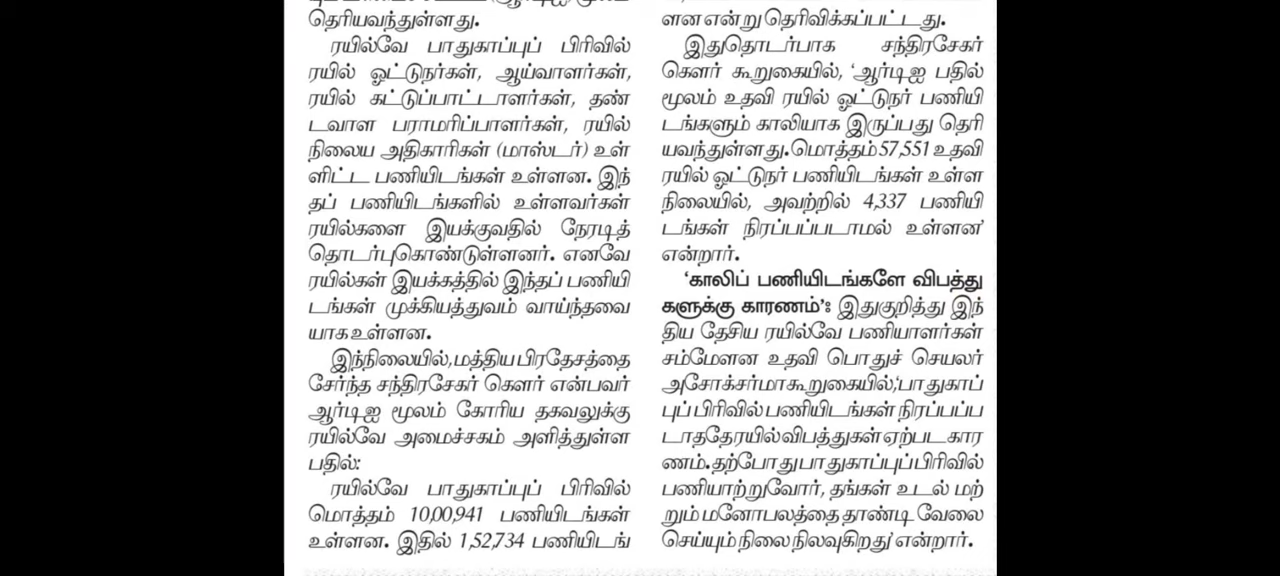 தெரியவந்துள்ளது.
ரயில்வே பாதுகாப்புப் பிரிவில்
ரயில் ஓட்டுநர்கள், ஆய்வாளர்கள்,
ரயில் கட்டுப்பாட்டாளர்கள், தண்
டவாள பராமரிப்பாளர்கள், ரயில்
நிலைய அதிகாரிகள் (மாஸ்டர்) உள்
ளிட்ட பணியிடங்கள் உள்ளன. இந்
தப் பணியிடங்களில் உள்ளவர்கள்
ரயில்களை இயக்குவதில் நேரடித்
தொடர்புகொண்டுள்ளனர். எனவே
ரயில்கள் இயக்கத்தில் இந்தப் பணியி
டங்கள் முக்கியத்துவம் வாய்ந்தவை
யாக உள்ளன.
இந்நிலையில், மத்திய பிரதேசத்தை
சேர்ந்த சந்திரசேகர் கௌர் என்பவர்
ஆர்டிஐ மூலம் கோரிய தகவலுக்கு
ரயில்வே அமைச்சகம் அளித்துள்ள
பதில்:
ரயில்வே பாதுகாப்புப் பிரிவில்
மொத்தம் 10,00,941 பணியிடங்கள்
உள்ளன. இதில் 1,52,734 பணியிடங்
ளன என்று தெரிவிக்கப்பட்டது.
இதுதொடர்பாக சந்திரசேகர்
கௌர் கூறுகையில், 'ஆர்டிஐ பதில்
மூலம் உதவி ரயில் ஓட்டுநர் பணியி
டங்களும் காலியாக இருப்பது தெரி
யவந்துள்ளது. மொத்தம் 57,551 உதவி
ரயில் ஓட்டுநர் பணியிடங்கள் உள்ள
நிலையில், அவற்றில் 4,337 பணியி
டங்கள் நிரப்பப்படாமல் உள்ளன'
என்றார்.
'காலிப் பணியிடங்களே விபத்து
களுக்கு காரணம்': இதுகுறித்து இந்
திய தேசிய ரயில்வே பணியாளர்கள்
சம்மேளன உதவி பொதுச் செயலர்
அசோக் சர்மா கூறுகையில், 'பாதுகாப்
புப் பிரிவில் பணியிடங்கள் நிரப்பப்ப
டாததே ரயில் விபத்துகள் ஏற்பட கார
ணம். தற்போது பாதுகாப்புப் பிரிவில்
பணியாற்றுவோர், தங்கள் உடல் மற்
றும் மனோபலத்தை தாண்டி வேலை
செய்யும் நிலை நிலவுகிறது' என்றார்.